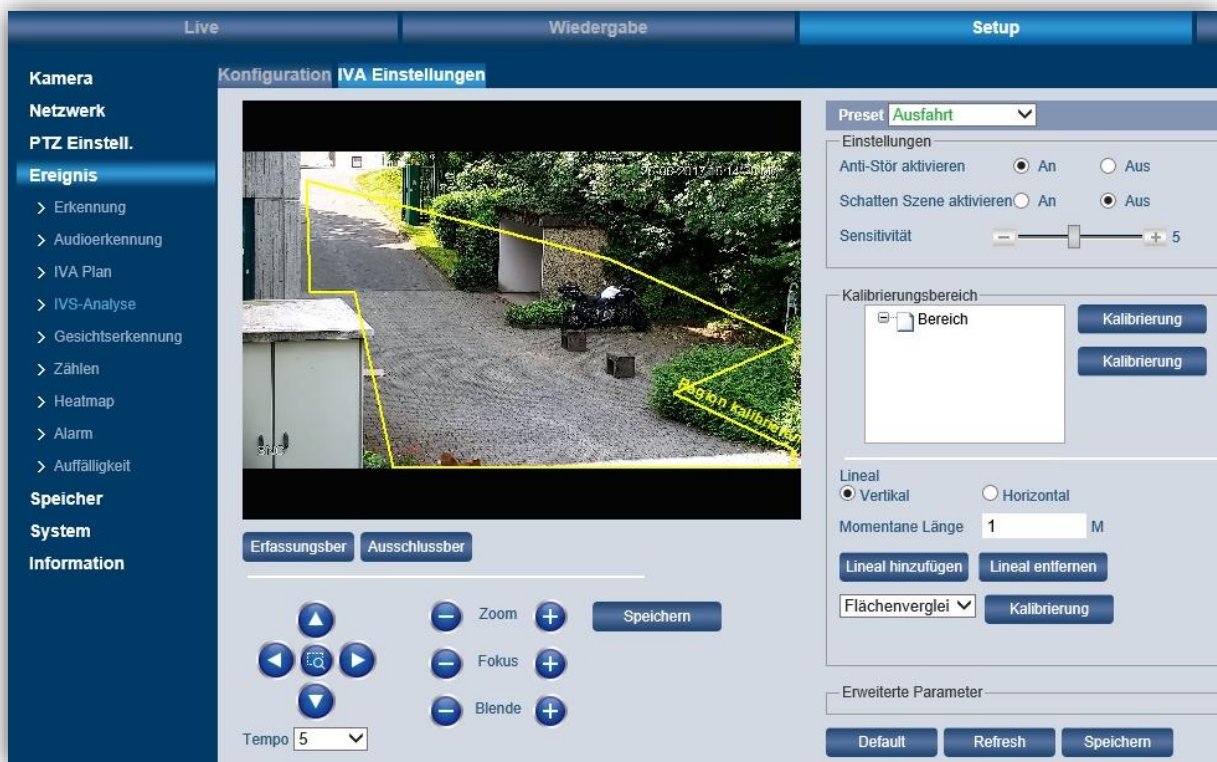 Live
Wiedergabe
Setup
Kamera
Netzwerk
PTZ Einstell.
Ereignis
Erkennung
Audioerkennung
IVA Plan
IVS-Analyse
Gesichtserkennung
Zählen
Heatmap
Alarm
Auffälligkeit
Speicher
System
Information
Konfiguration IVA Einstellungen
Region kalibrier
Erfassungsber Ausschlussber
Zoom
Speichern
Fokus
Blende
Tempo 5
Preset Ausfahrt
Einstellungen
Anti-Stör aktivieren An Aus
Schatten Szene aktivieren An Aus
Sensitivität 5
Kalibrierungsbereich
Bereich
Kalibrierung
Kalibrierung
Lineal
Vertikal Horizontal
Momentane Länge 1 M
Lineal hinzufügen Lineal entfernen
Flächenverglei Kalibrierung
Erweiterte Parameter
Default Refresh Speichern